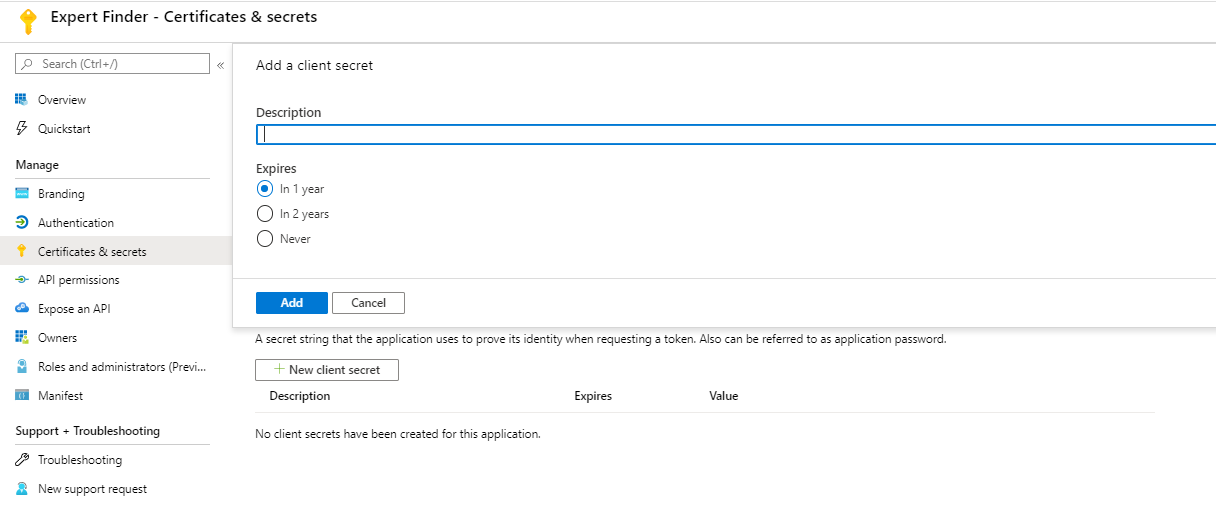 Expert Finder - Certificates & secrets
Search (Ctrl+/)
«
Overview
Quickstart
Manage
Branding
Authentication
Certificates & secrets
API permissions
Expose an API
Owners
Roles and administrators (Previ...
Manifest
Support + Troubleshooting
Troubleshooting
New support request
Add a client secret
Description
Expires
In 1 year
In 2 years
Never
Add Cancel
A secret string that the application uses to prove its identity when requesting a token. Also can be referred to as application password.
+ New client secret
Description Expires Value
No client secrets have been created for this application.